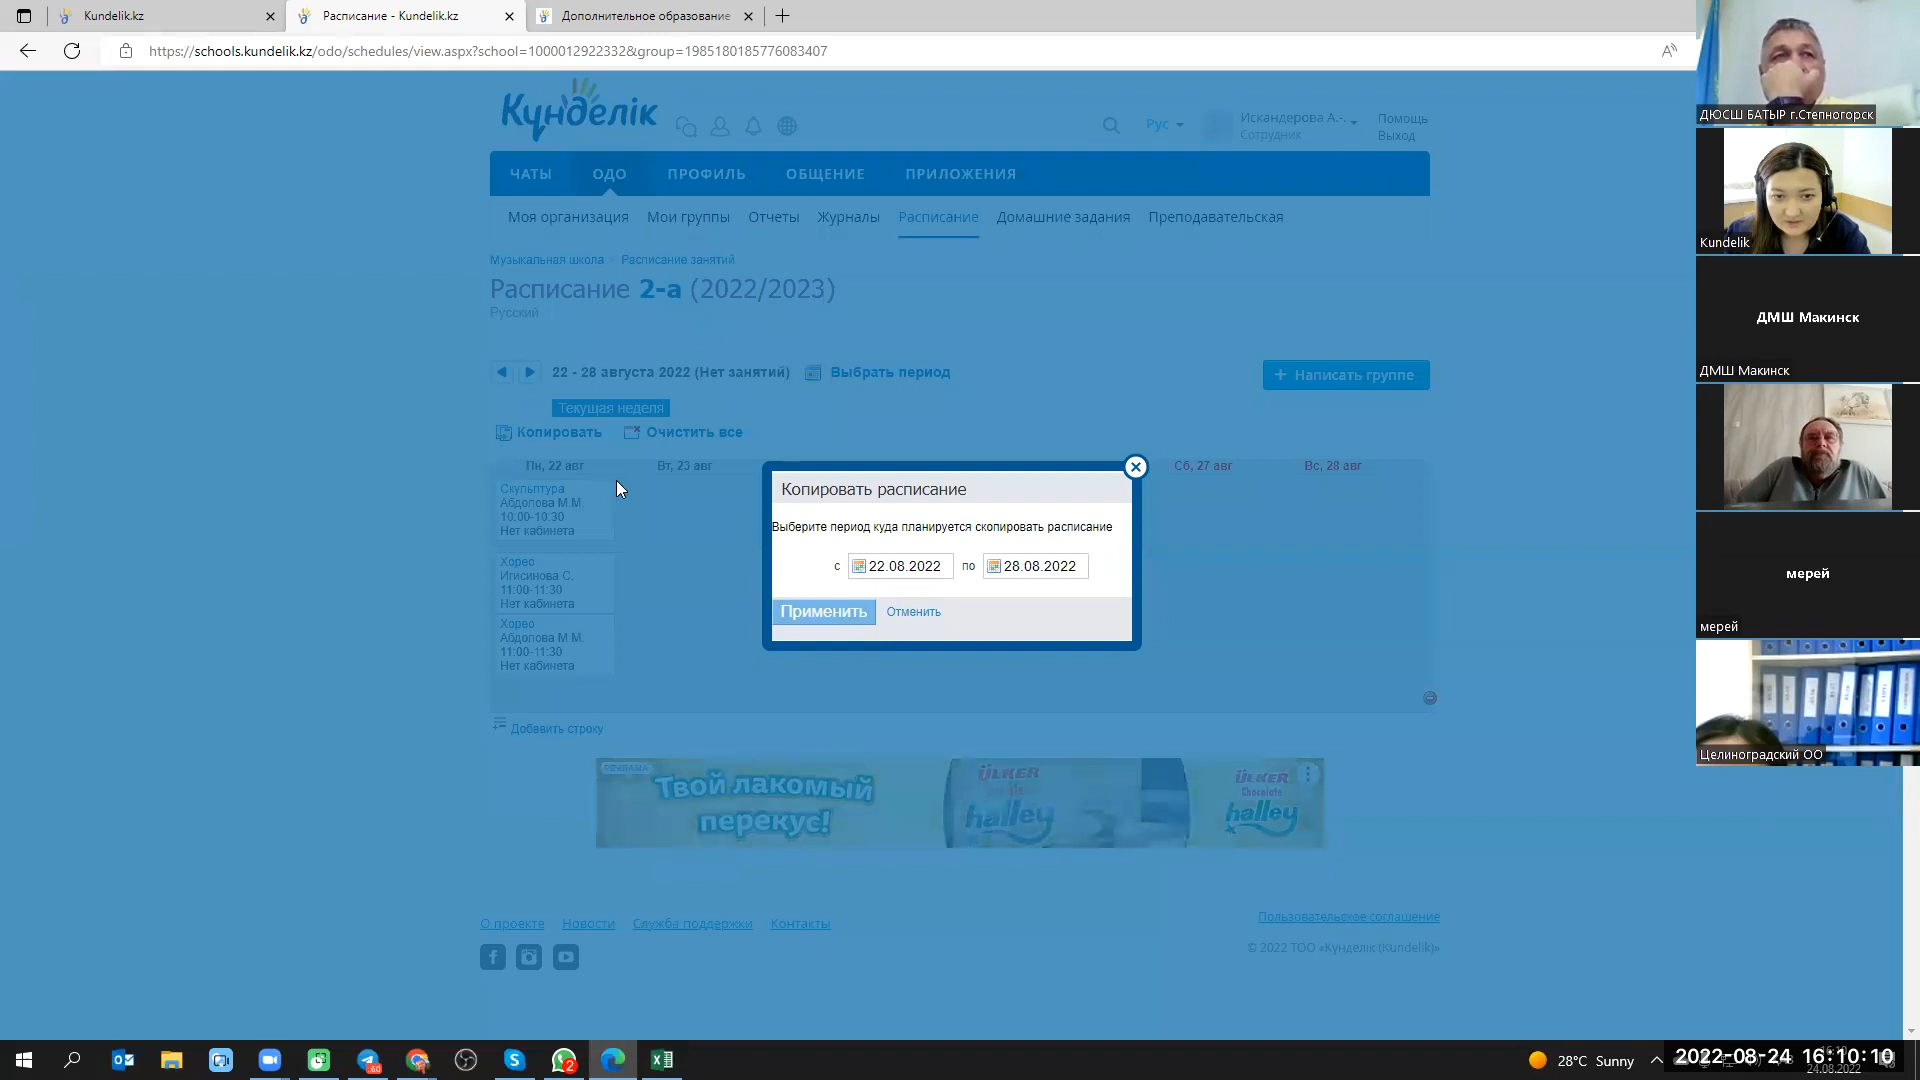 Kundelik.kz
Расписание - Kundelik.kz
Дополнительное образование
https://schools.kundelik.kz/odo/schedules/view.aspx?school=1000012922332&group=1985180185776083407
Күнделік
Рус
Искандерова А.-.
Сотрудник
Помощь
Выход
ЧАТЫ ОДО ПРОФИЛЬ ОБЩЕНИЕ ПРИЛОЖЕНИЯ
Моя организация Мои группы Отчеты Журналы Расписание Домашние задания Преподавательская
Музыкальная школа Расписание занятий
Расписание 2-а (2022/2023)
Русский
22 - 28 августа 2022 (Нет занятий) Выбрать период
+ Написать группе
Текущая неделя
Копировать Очистить все
Пн, 22 авг Вт, 23 авг Сб, 27 авг Вс, 28 авг
Скульптура
Абдолова М.М.
10:00-10:30
Нет кабинета
Хорео
Игисинова С.
11:00-11:30
Нет кабинета
Хорео
Абдолова М.М.
11:00-11:30
Нет кабинета
Добавить строку
Копировать расписание
Выберите период куда планируется скопировать расписание
с 22.08.2022 по 28.08.2022
Применить Отменить
РЕКЛАМА
Твой лакомый
перекус!
ÜLKER
halley
ÜLKER
Chocolate
halley
О проекте Новости Служба поддержки Контакты
Пользовательское соглашение
© 2022 ТОО «Күнделік (Kundelik)»
ДЮСШ БАТЫР г.Степногорск
Kundelik
ДМШ Макинск
ДМШ Макинск
мерей
мерей
Целиноградский ОО
60
2
28°C Sunny
2022-08-24 16:10:10
24.08.2022